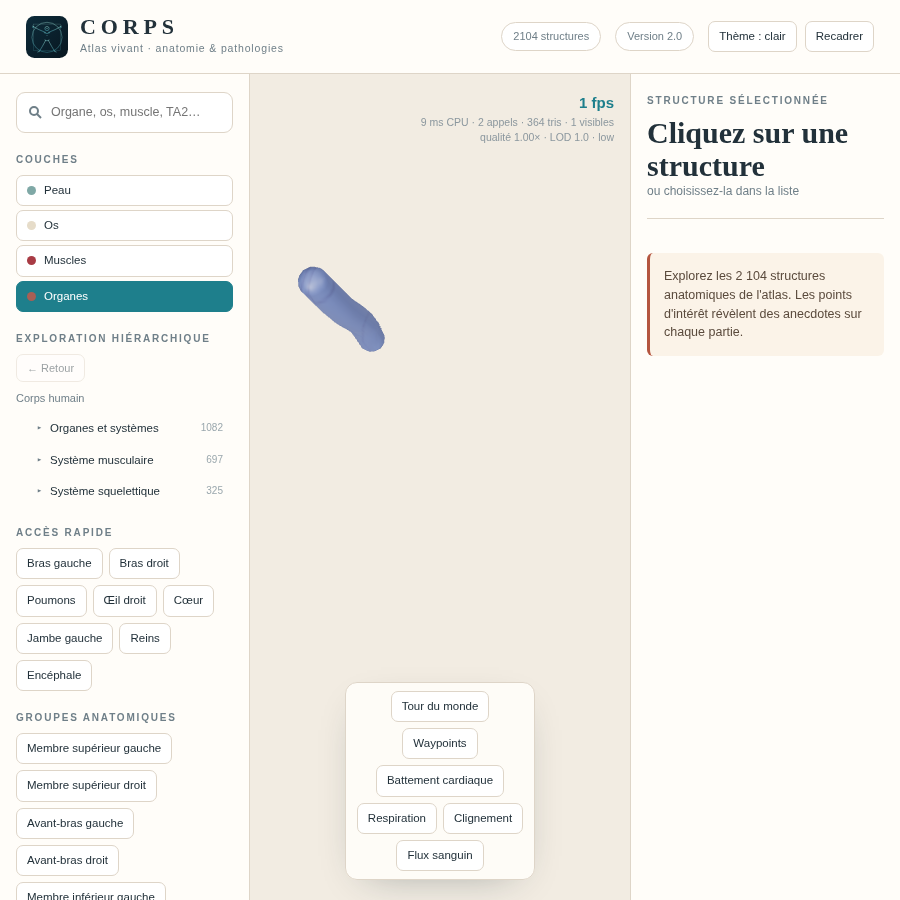 CORPS
Atlas vivant · anatomie & pathologies
2104 structures
Version 2.0
Thème : clair
Recadrer
Organe, os, muscle, TA2…
COUCHES
Peau
Os
Muscles
Organes
EXPLORATION HIÉRARCHIQUE
← Retour
Corps humain
Organes et systèmes 1082
Système musculaire 697
Système squelettique 325
ACCÈS RAPIDE
Bras gauche
Bras droit
Poumons
Œil droit
Cœur
Jambe gauche
Reins
Encéphale
GROUPES ANATOMIQUES
Membre supérieur gauche
Membre supérieur droit
Avant-bras gauche
Avant-bras droit
Membre inférieur gauche
1 fps
9 ms CPU · 2 appels · 364 tris · 1 visibles
qualité 1.00× · LOD 1.0 · low
Tour du monde
Waypoints
Battement cardiaque
Respiration
Clignement
Flux sanguin
STRUCTURE SÉLECTIONNÉE
Cliquez sur une
structure
ou choisissez-la dans la liste
Explorez les 2 104 structures
anatomiques de l'atlas. Les points
d'intérêt révèlent des anecdotes sur
chaque partie.